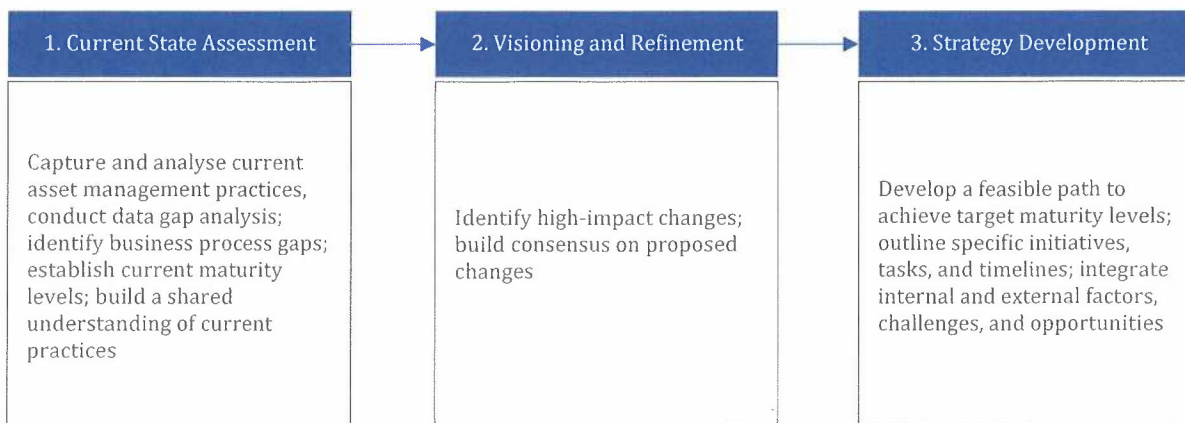 1. Current State Assessment
Capture and analyse current
asset management practices,
conduct data gap analysis;
identify business process gaps;
establish current maturity
levels; build a shared
understanding of current
practices
2. Visioning and Refinement
Identify high-impact changes;
build consensus on proposed
changes
3. Strategy Development
Develop a feasible path to
achieve target maturity levels;
outline specific initiatives,
tasks, and timelines; integrate
internal and external factors,
challenges, and opportunities